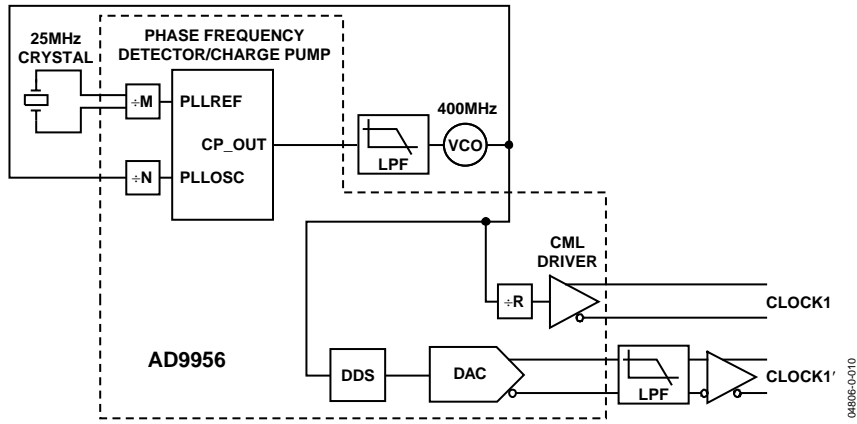 25MHz
CRYSTAL
PHASE FREQUENCY
DETECTOR/CHARGE PUMP
÷M
PLLREF
400MHz
CP_OUT
VCO
LPF
÷N
PLLOSC
CML
DRIVER
÷R
CLOCK1
AD9956
DDS
DAC
LPF
CLOCK1′
04806-0-010